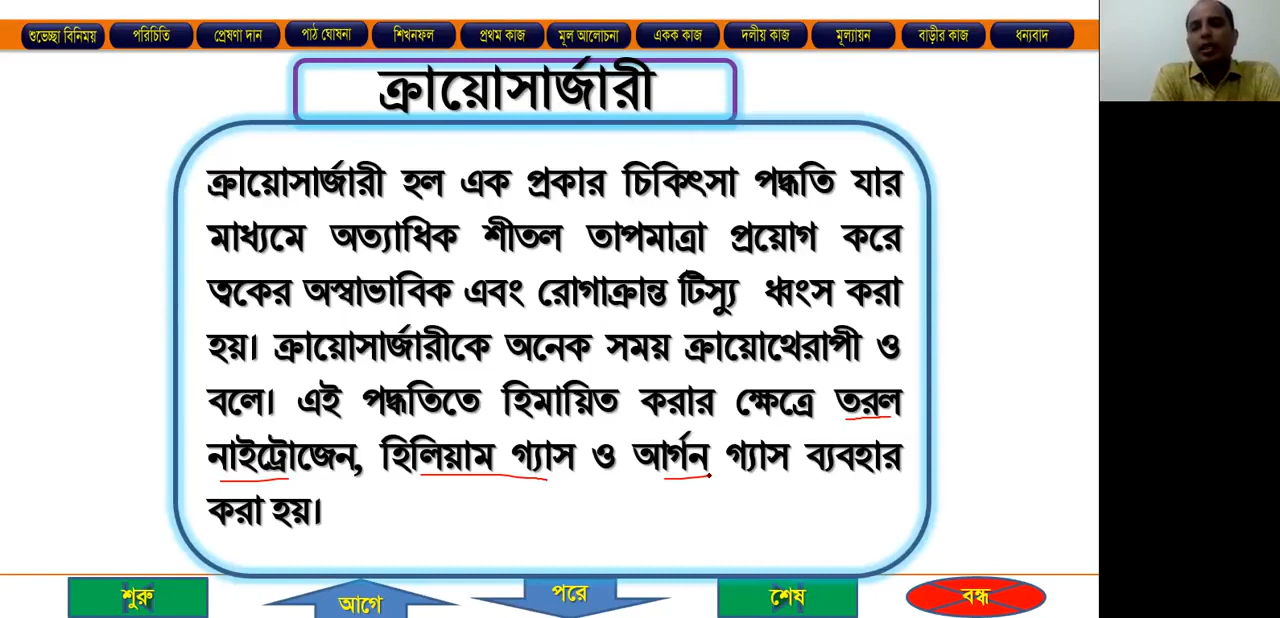 শুভেচ্ছা বিনিময় পরিচিতি প্রেষণা দান পাঠ ঘোষনা শিখনফল প্রথম কাজ মূল আলোচনা একক কাজ দলীয় কাজ মূল্যায়ন বাড়ীর কাজ ধন্যবাদ
ক্রায়োসার্জারী
ক্রায়োসার্জারী হল এক প্রকার চিকিৎসা পদ্ধতি যার
মাধ্যমে অত্যাধিক শীতল তাপমাত্রা প্রয়োগ করে
ত্বকের অস্বাভাবিক এবং রোগাক্রান্ত টিস্যু ধ্বংস করা
হয়। ক্রায়োসার্জারীকে অনেক সময় ক্রায়োথেরাপী ও
বলে। এই পদ্ধতিতে হিমায়িত করার ক্ষেত্রে তরল
নাইট্রোজেন, হিলিয়াম গ্যাস ও আর্গন গ্যাস ব্যবহার
করা হয়।
শুরু আগে পরে শেষ বন্ধ